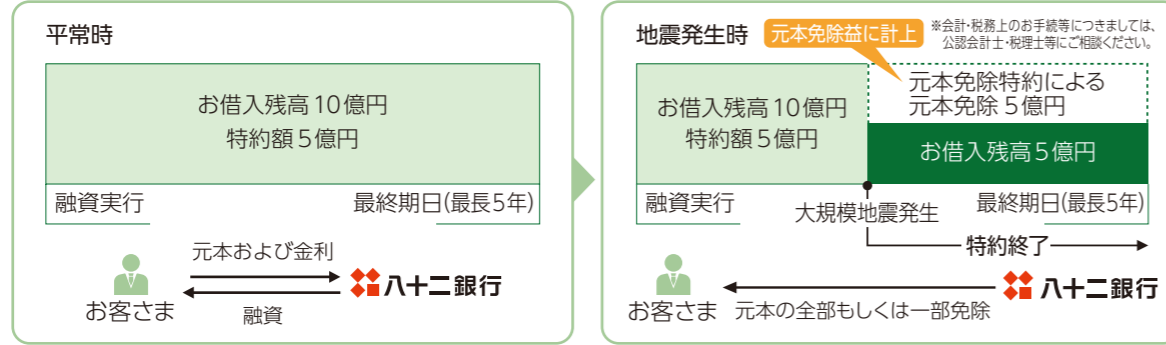 平常時
お借入残高10億円
特約額5億円
融資実行
最終期日(最長5年)
元本および金利
お客さま
融資
八十二銀行
地震発生時
元本免除益に計上
※会計・税務上のお手続等につきましては、
公認会計士・税理士等にご相談ください。
お借入残高10億円
特約額5億円
元本免除特約による
元本免除5億円
お借入残高5億円
融資実行
大規模地震発生
最終期日(最長5年)
特約終了
お客さま
元本の全部もしくは一部免除
八十二銀行